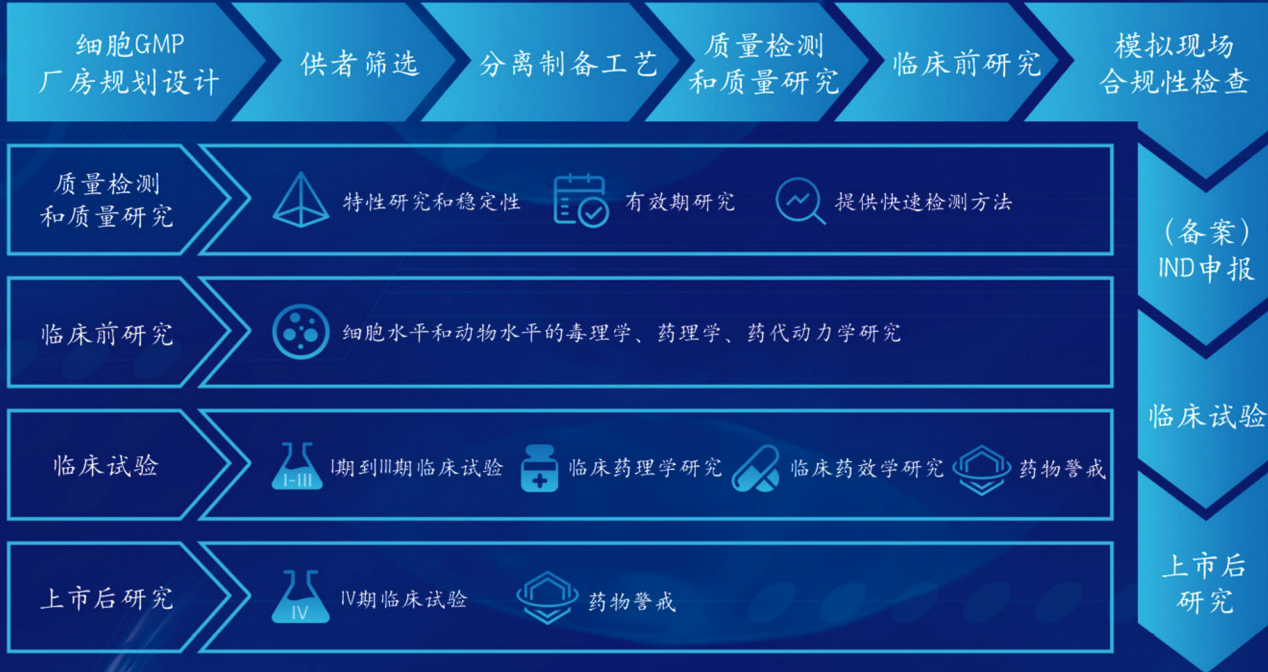 细胞GMP
厂房规划设计
供者筛选
分离制备工艺
质量检测
和质量研究
临床前研究
模拟现场
合规性检查
(备案)
IND申报
临床试验
上市后
研究
质量检测
和质量研究
特性研究和稳定性
有效期研究
提供快速检测方法
临床前研究
细胞水平和动物水平的毒理学、药理学、药代动力学研究
临床试验
I-III
I期到III期临床试验
临床药理学研究
临床药效学研究
药物警戒
上市后研究
IV
IV期临床试验
药物警戒